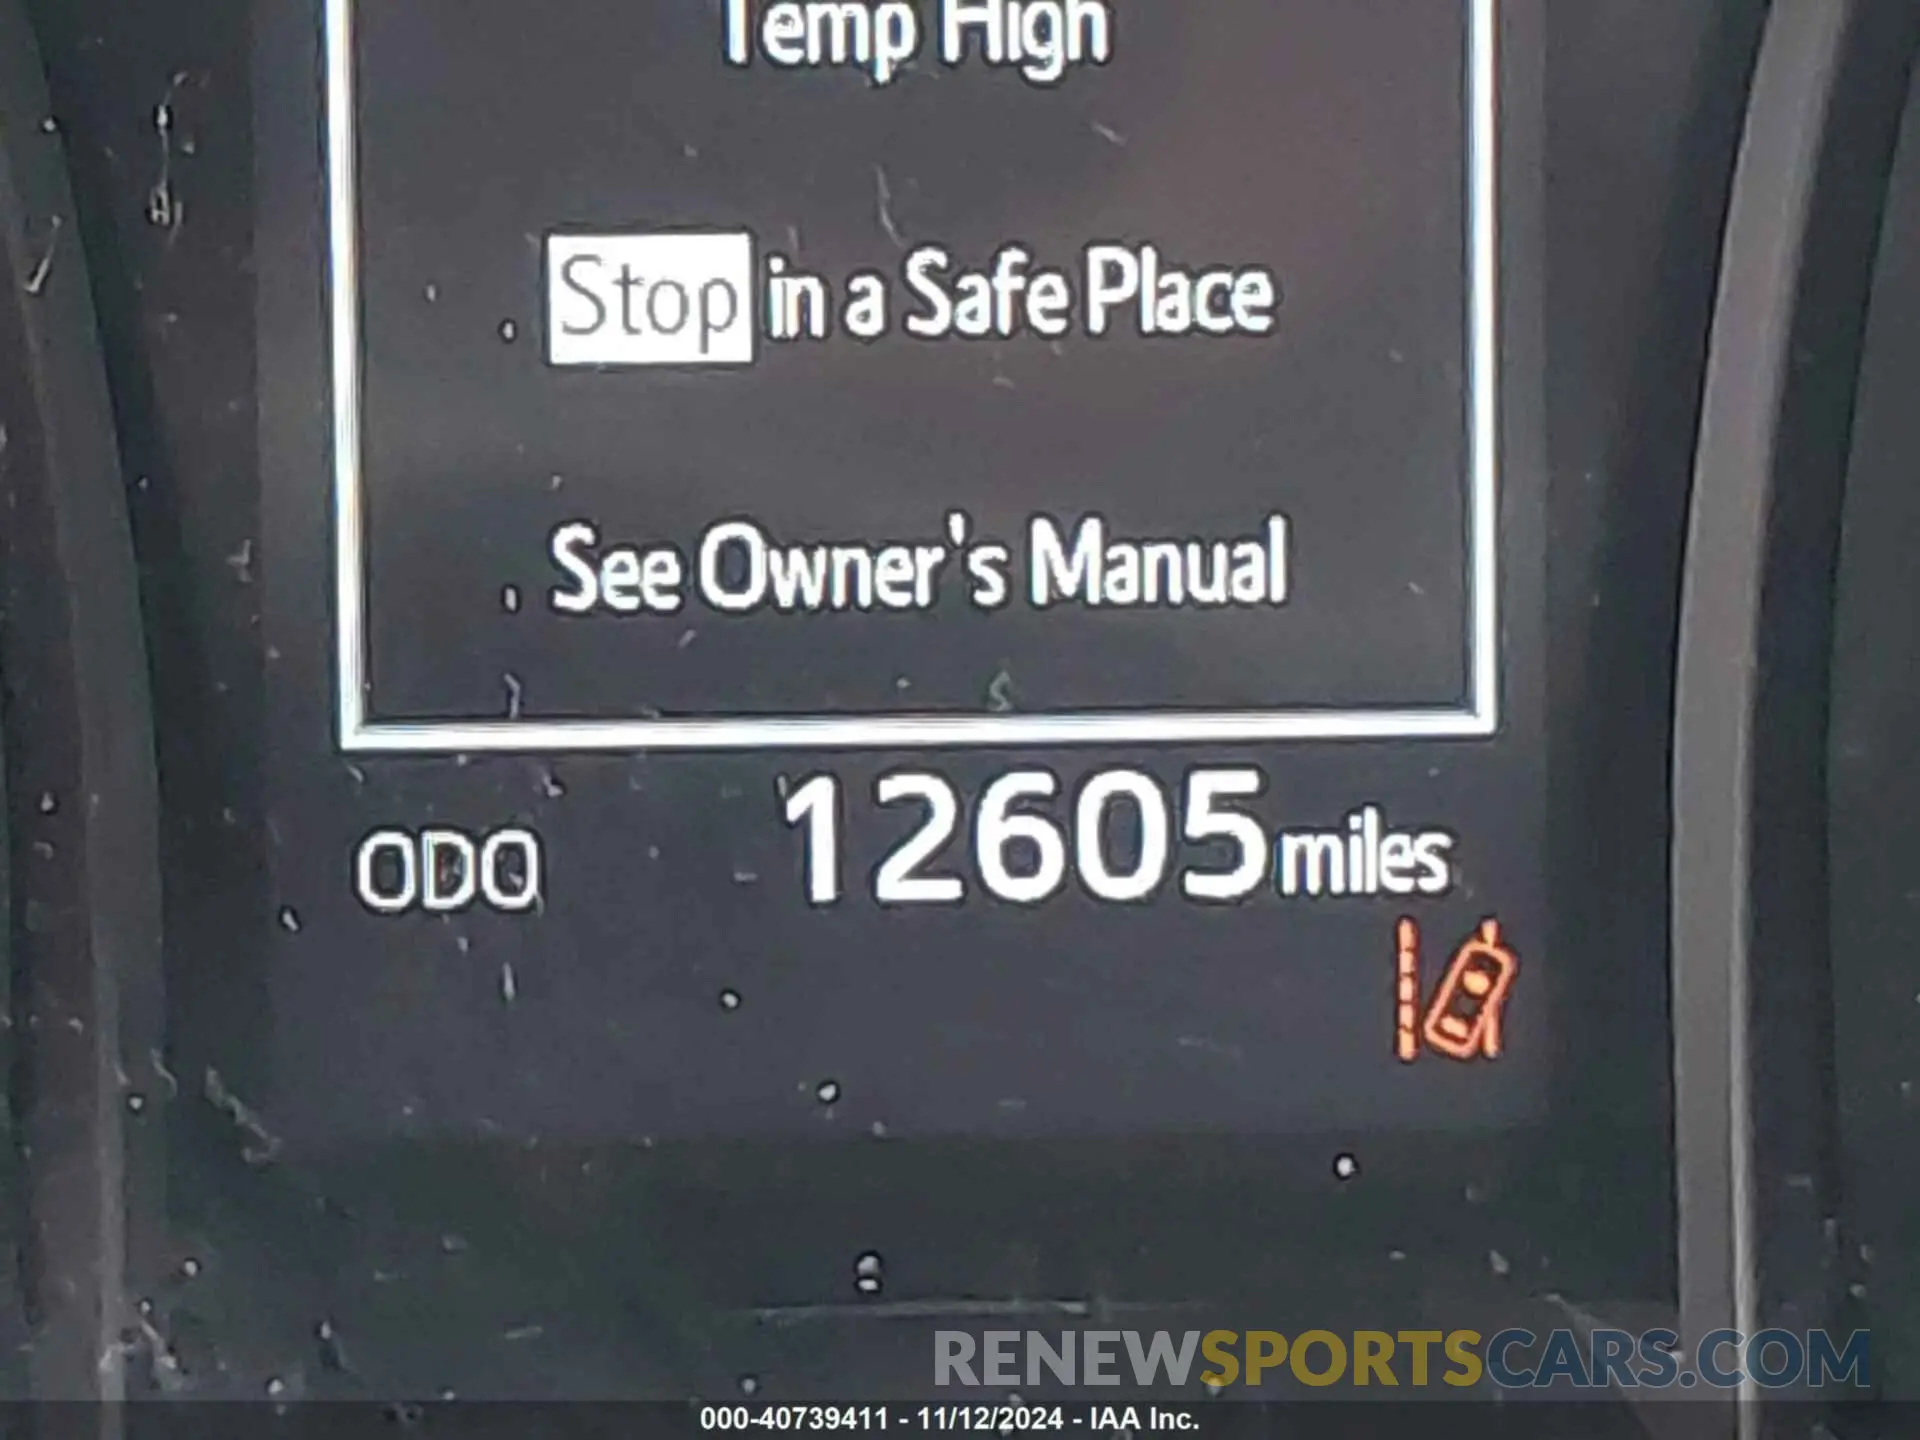 Temp High
Stop in a Safe Place
See Owner's Manual
ODO 12605 miles
RENEWSPORTSCARS.COM
000-40739411 - 11/12/2024 - IAA Inc.